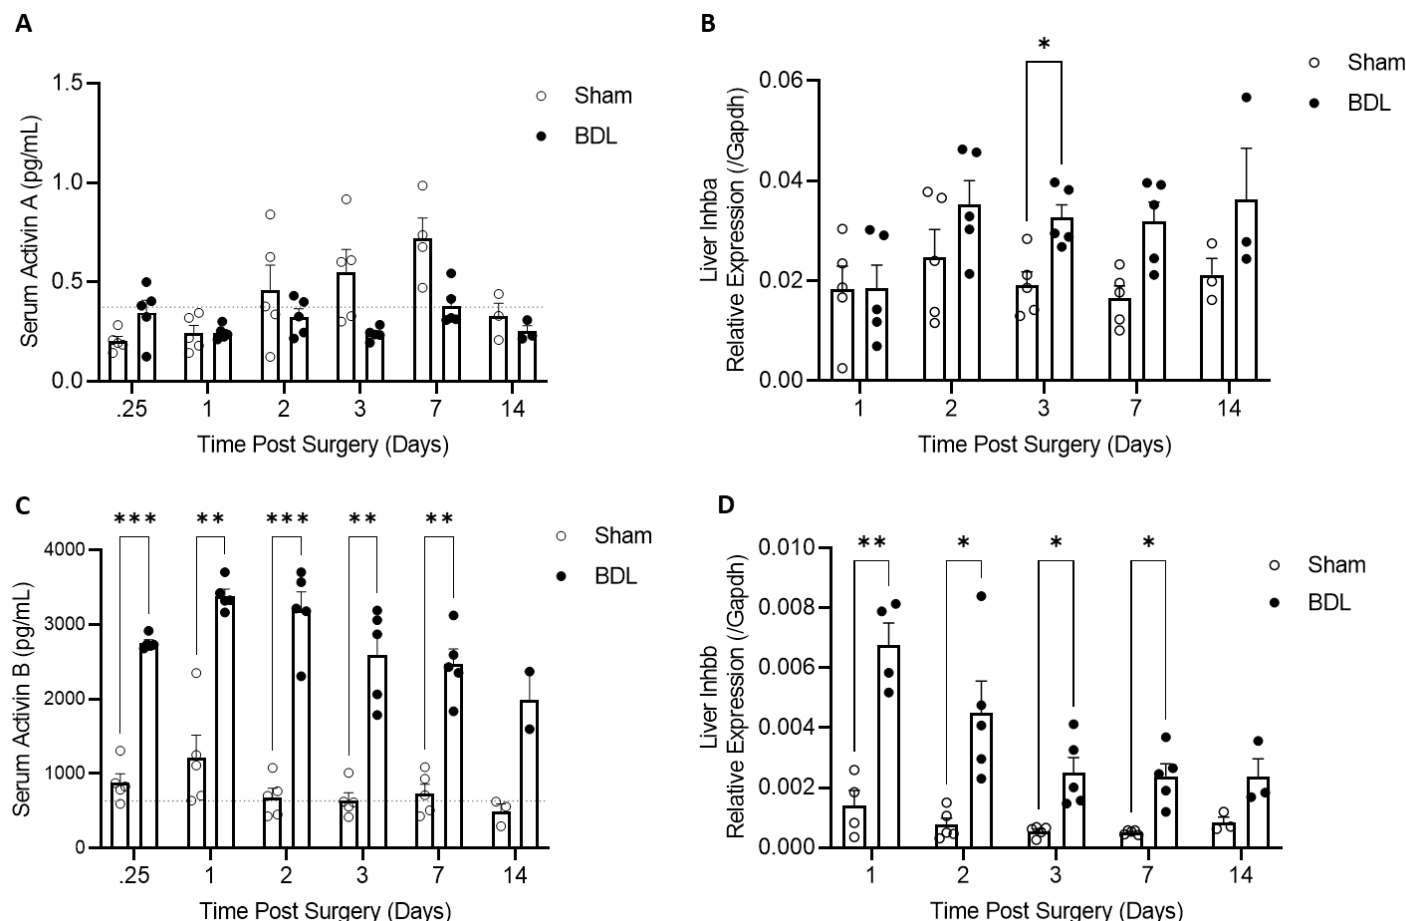 A
Serum Activin A (pg/mL)
1.5
1.0
0.5
0.0
Sham
BDL
.25 1 2 3 7 14
Time Post Surgery (Days)
B
Liver Inhba
Relative Expression (/Gapdh)
0.06
0.04
0.02
0.00
*
Sham
BDL
1 2 3 7 14
Time Post Surgery (Days)
C
Serum Activin B (pg/mL)
4000
3000
2000
1000
0
*** ** *** ** **
Sham
BDL
.25 1 2 3 7 14
Time Post Surgery (Days)
D
Liver Inhbb
Relative Expression (/Gapdh)
0.010
0.008
0.006
0.004
0.002
0.000
** * * *
Sham
BDL
1 2 3 7 14
Time Post Surgery (Days)